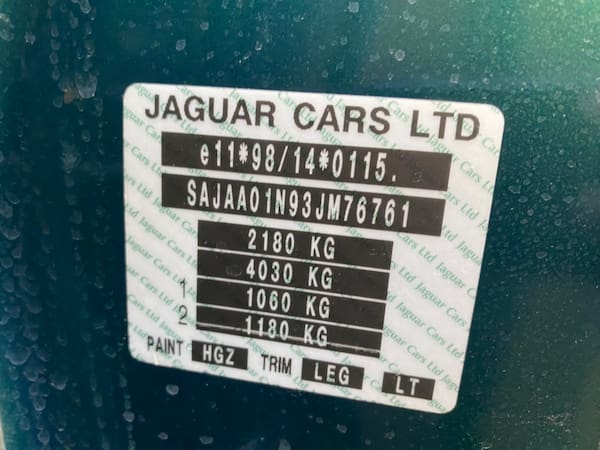 JAGUAR CARS LTD
e11*98/14*0115.
SAJAA01N93JM76761
2180 KG
4030 KG
1 1060 KG
2 1180 KG
PAINT HGZ TRIM LEG LT